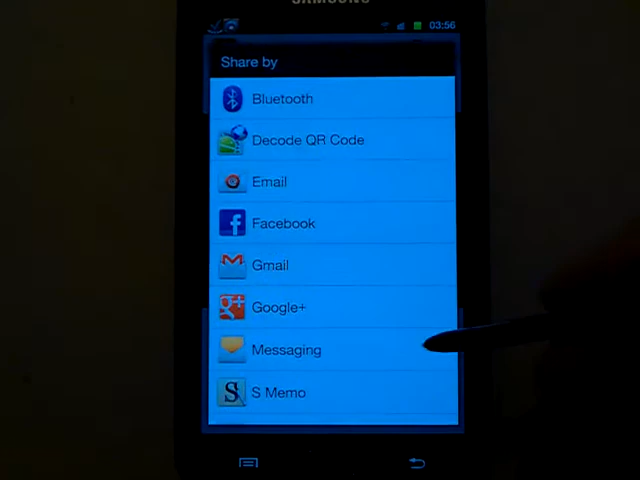 SAMSUNG
03:56
Share by
Bluetooth
Decode QR Code
Email
Facebook
Gmail
Google+
Messaging
S Memo